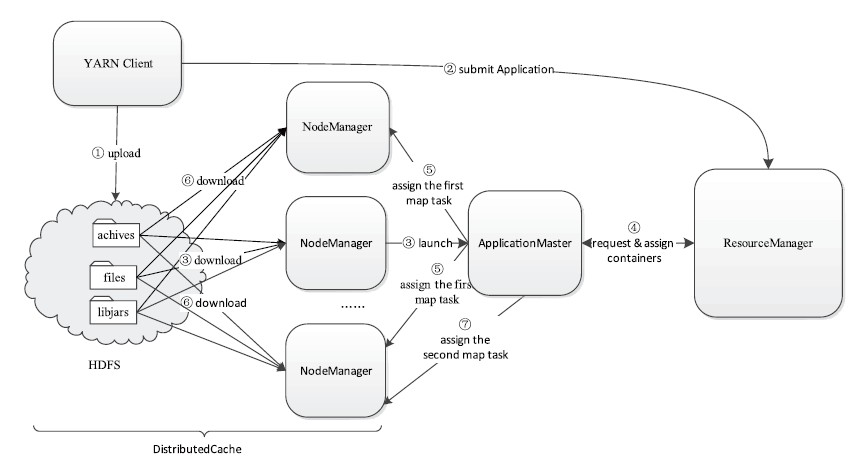 YARN Client
② submit Application
① upload
NodeManager
⑥ download
⑤
assign the first
map task
achives
NodeManager
③ launch
ApplicationMaster
④
request & assign
containers
ResourceManager
③ download
files
⑤
assign the firs
map task
⑥ download
libjars
......
⑦
assign the
second map task
HDFS
NodeManager
DistributedCache